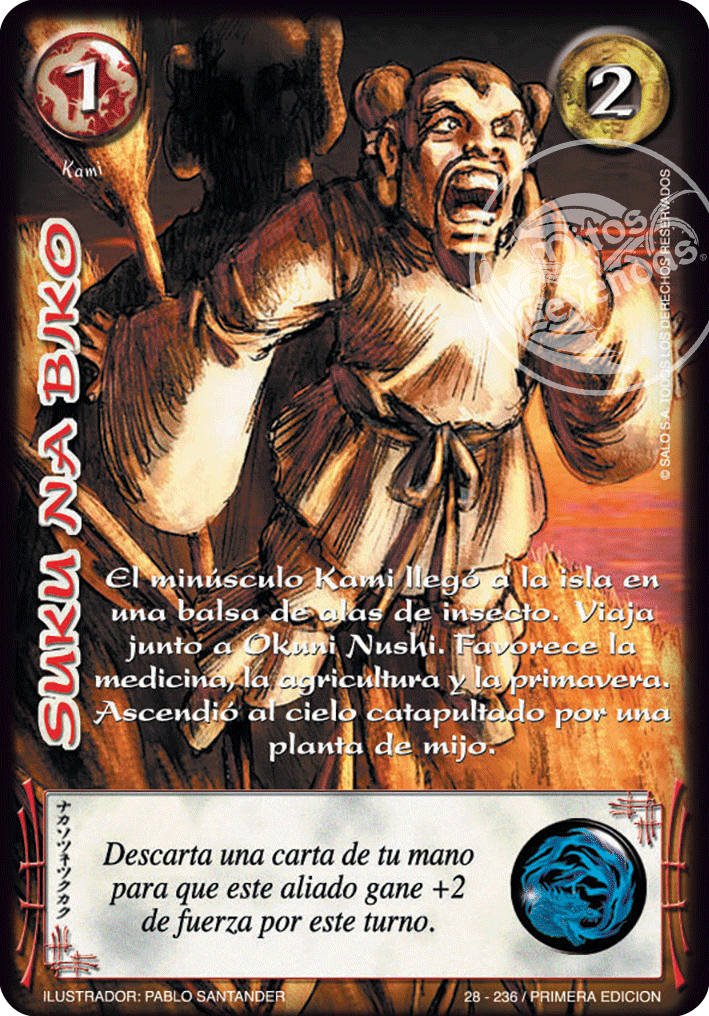 1
2
Kami
SUKU NA BIKO
Mitos
y Leyendas
®
© SALO S.A. TODOS LOS DERECHOS RESERVADOS
El minúsculo Kami llegó a la isla en
una balsa de alas de insecto. Viaja
junto a Okuni Nushi. Favorece la
medicina, la agricultura y la primavera.
Ascendió al cielo catapultado por una
planta de mijo.
ナカソツネツクカク
Descarta una carta de tu mano
para que este aliado gane +2
de fuerza por este turno.
ILUSTRADOR: PABLO SANTANDER
28 - 236 / PRIMERA EDICION